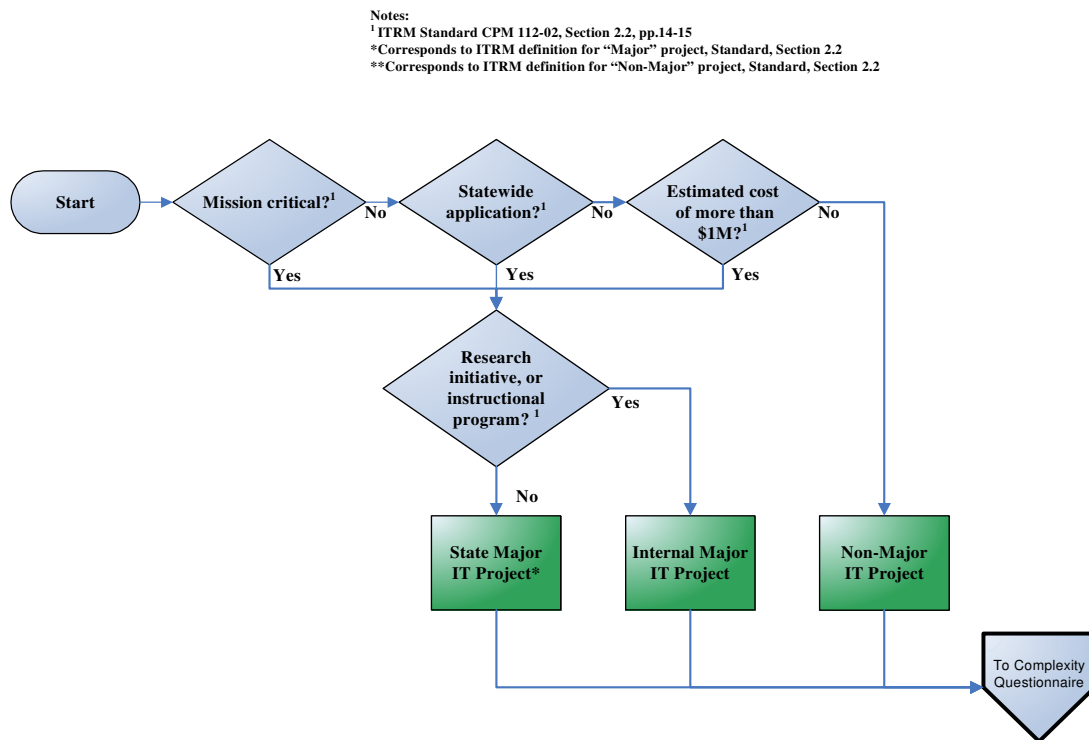 Notes:
¹ ITRM Standard CPM 112-02, Section 2.2, pp.14-15
*Corresponds to ITRM definition for “Major” project, Standard, Section 2.2
**Corresponds to ITRM definition for “Non-Major” project, Standard, Section 2.2
Start
Mission critical?¹
No
Statewide
application?¹
No
Estimated cost
of more than
$1M?¹
No
Yes
Yes
Yes
Research
initiative, or
instructional
program? ¹
Yes
No
State Major
IT Project*
Internal Major
IT Project
Non-Major
IT Project
To Complexity
Questionnaire